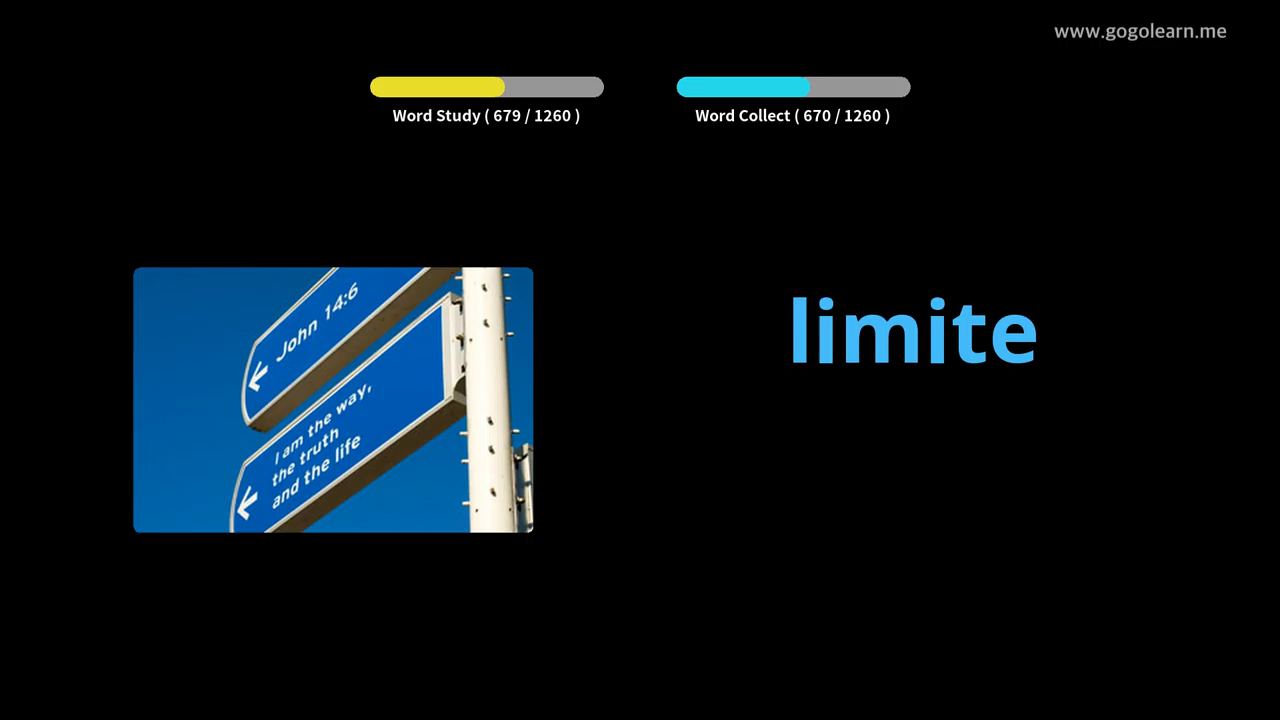 www.gogolearn.me
Word Study ( 679 / 1260 )
Word Collect ( 670 / 1260 )
John 14:6
I am the way,
the truth
and the life
limite